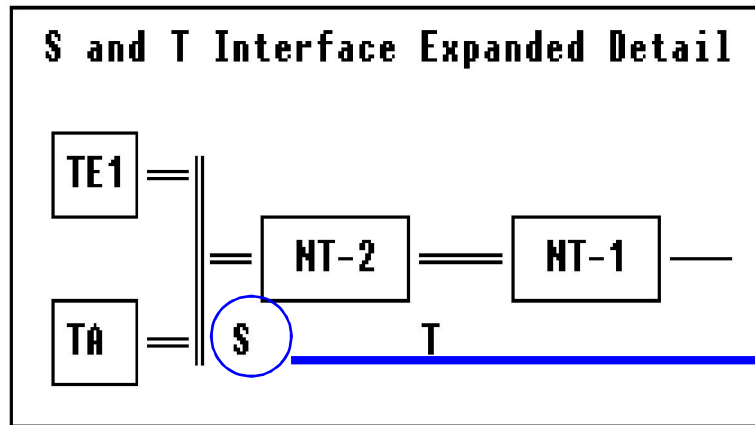 S and T Interface Expanded Detail
TE1
NT-2
NT-1
TA
S
T